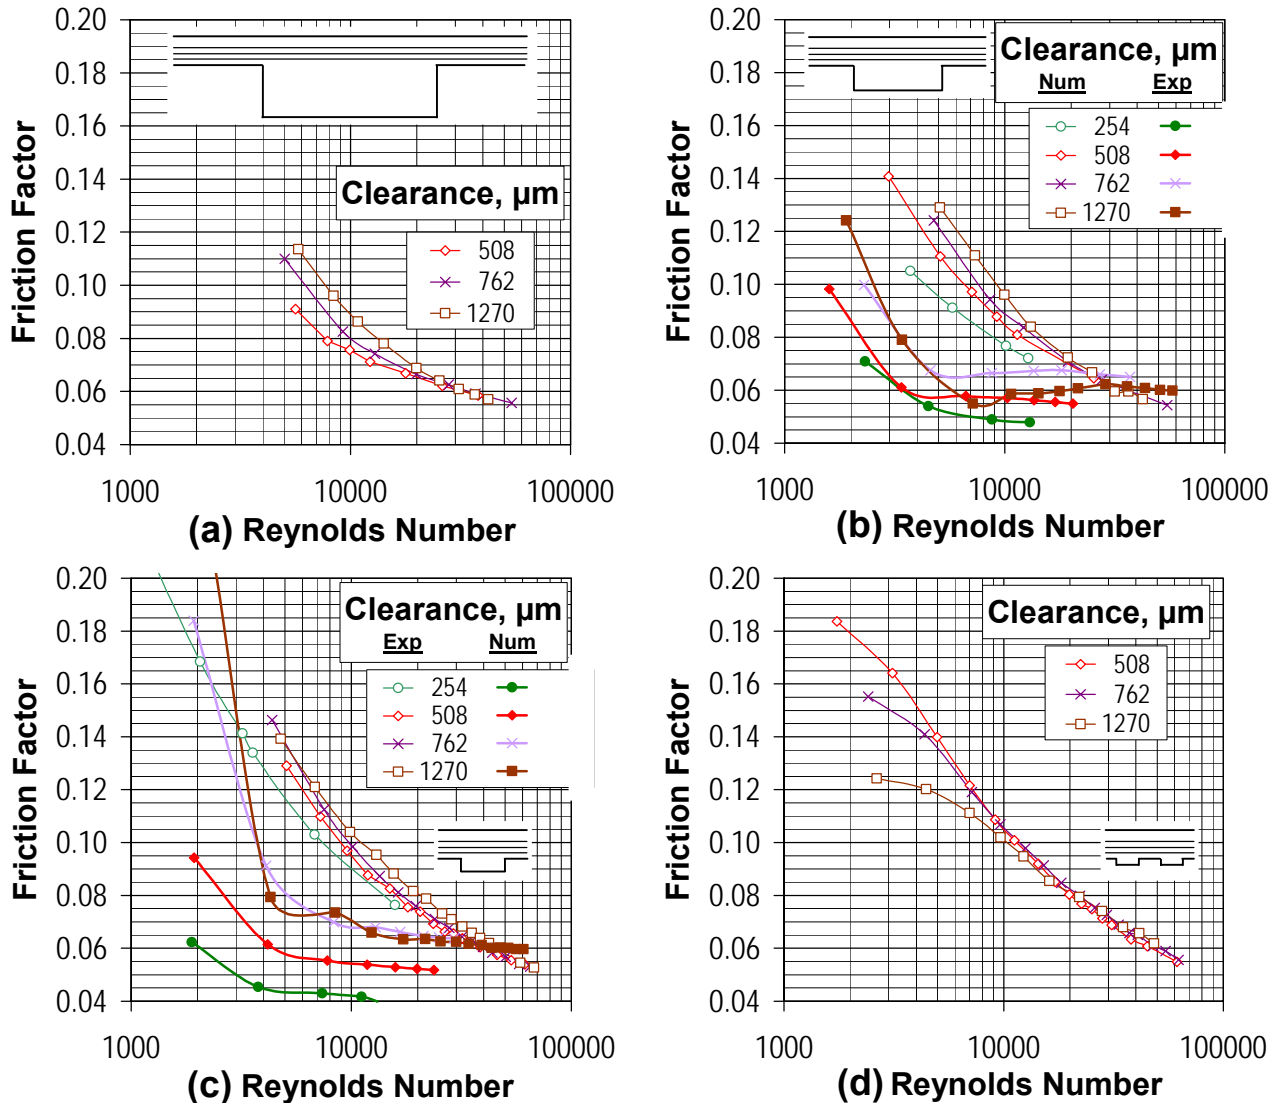 0.20
0.18
0.16
0.14
0.12
0.10
0.08
0.06
0.04
Friction Factor
Clearance, µm
508
762
1270
1000 10000 100000
(a) Reynolds Number
0.20
0.18
0.16
0.14
0.12
0.10
0.08
0.06
0.04
Friction Factor
Clearance, µm
Num Exp
254
508
762
1270
1000 10000 100000
(b) Reynolds Number
0.20
0.18
0.16
0.14
0.12
0.10
0.08
0.06
0.04
Friction Factor
Clearance, µm
Exp Num
254
508
762
1270
1000 10000 100000
(c) Reynolds Number
0.20
0.18
0.16
0.14
0.12
0.10
0.08
0.06
0.04
Friction Factor
Clearance, µm
508
762
1270
1000 10000 100000
(d) Reynolds Number